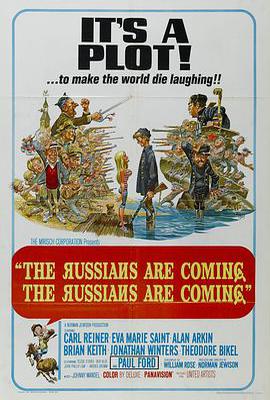 IT'S A
PLOT!
...to make the world die laughing!!
THE MIRISCH CORPORATION Presents
"THE ЯUSSIANS ARE COMING
THE ЯUSSIANS ARE COMING"
A NORMAN JEWISON PRODUCTION
CARL REINER EVA MARIE SAINT ALAN ARKIN
BRIAN KEITH JONATHAN WINTERS THEODORE BIKEL
PAUL FORD
WILLIAM ROSE NORMAN JEWISON
JOHNNY MANDEL COLOR BY DELUXE PANAVISION UNITED ARTISTS